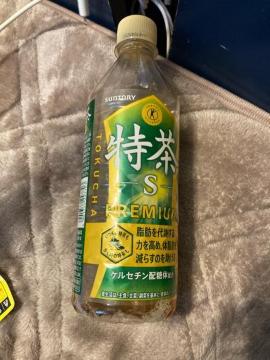 SUNTORY
特茶
TOKUCHA
S
PREMIUM
脂肪を代謝する
力を高め、体脂肪を
減らすのを助ける
ケルセチン配糖体